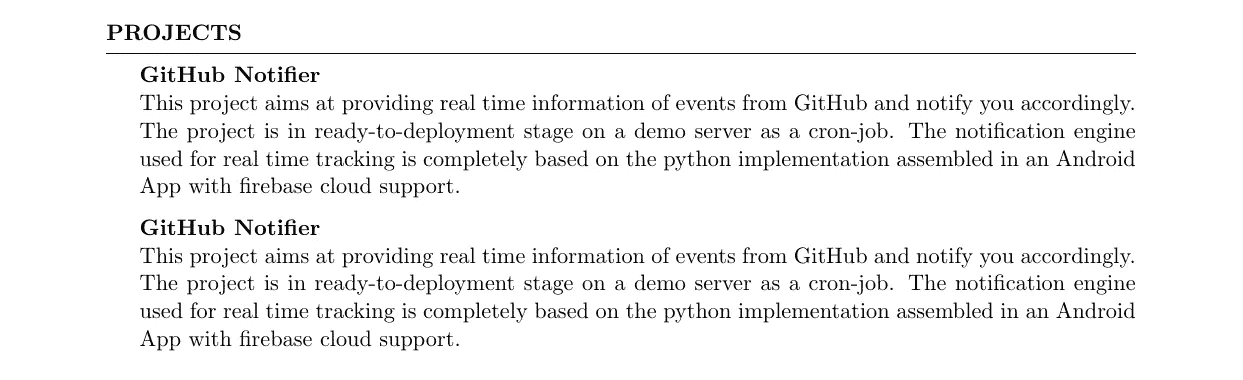 PROJECTS
GitHub Notifier
This project aims at providing real time information of events from GitHub and notify you accordingly.
The project is in ready-to-deployment stage on a demo server as a cron-job. The notification engine
used for real time tracking is completely based on the python implementation assembled in an Android
App with firebase cloud support.
GitHub Notifier
This project aims at providing real time information of events from GitHub and notify you accordingly.
The project is in ready-to-deployment stage on a demo server as a cron-job. The notification engine
used for real time tracking is completely based on the python implementation assembled in an Android
App with firebase cloud support.